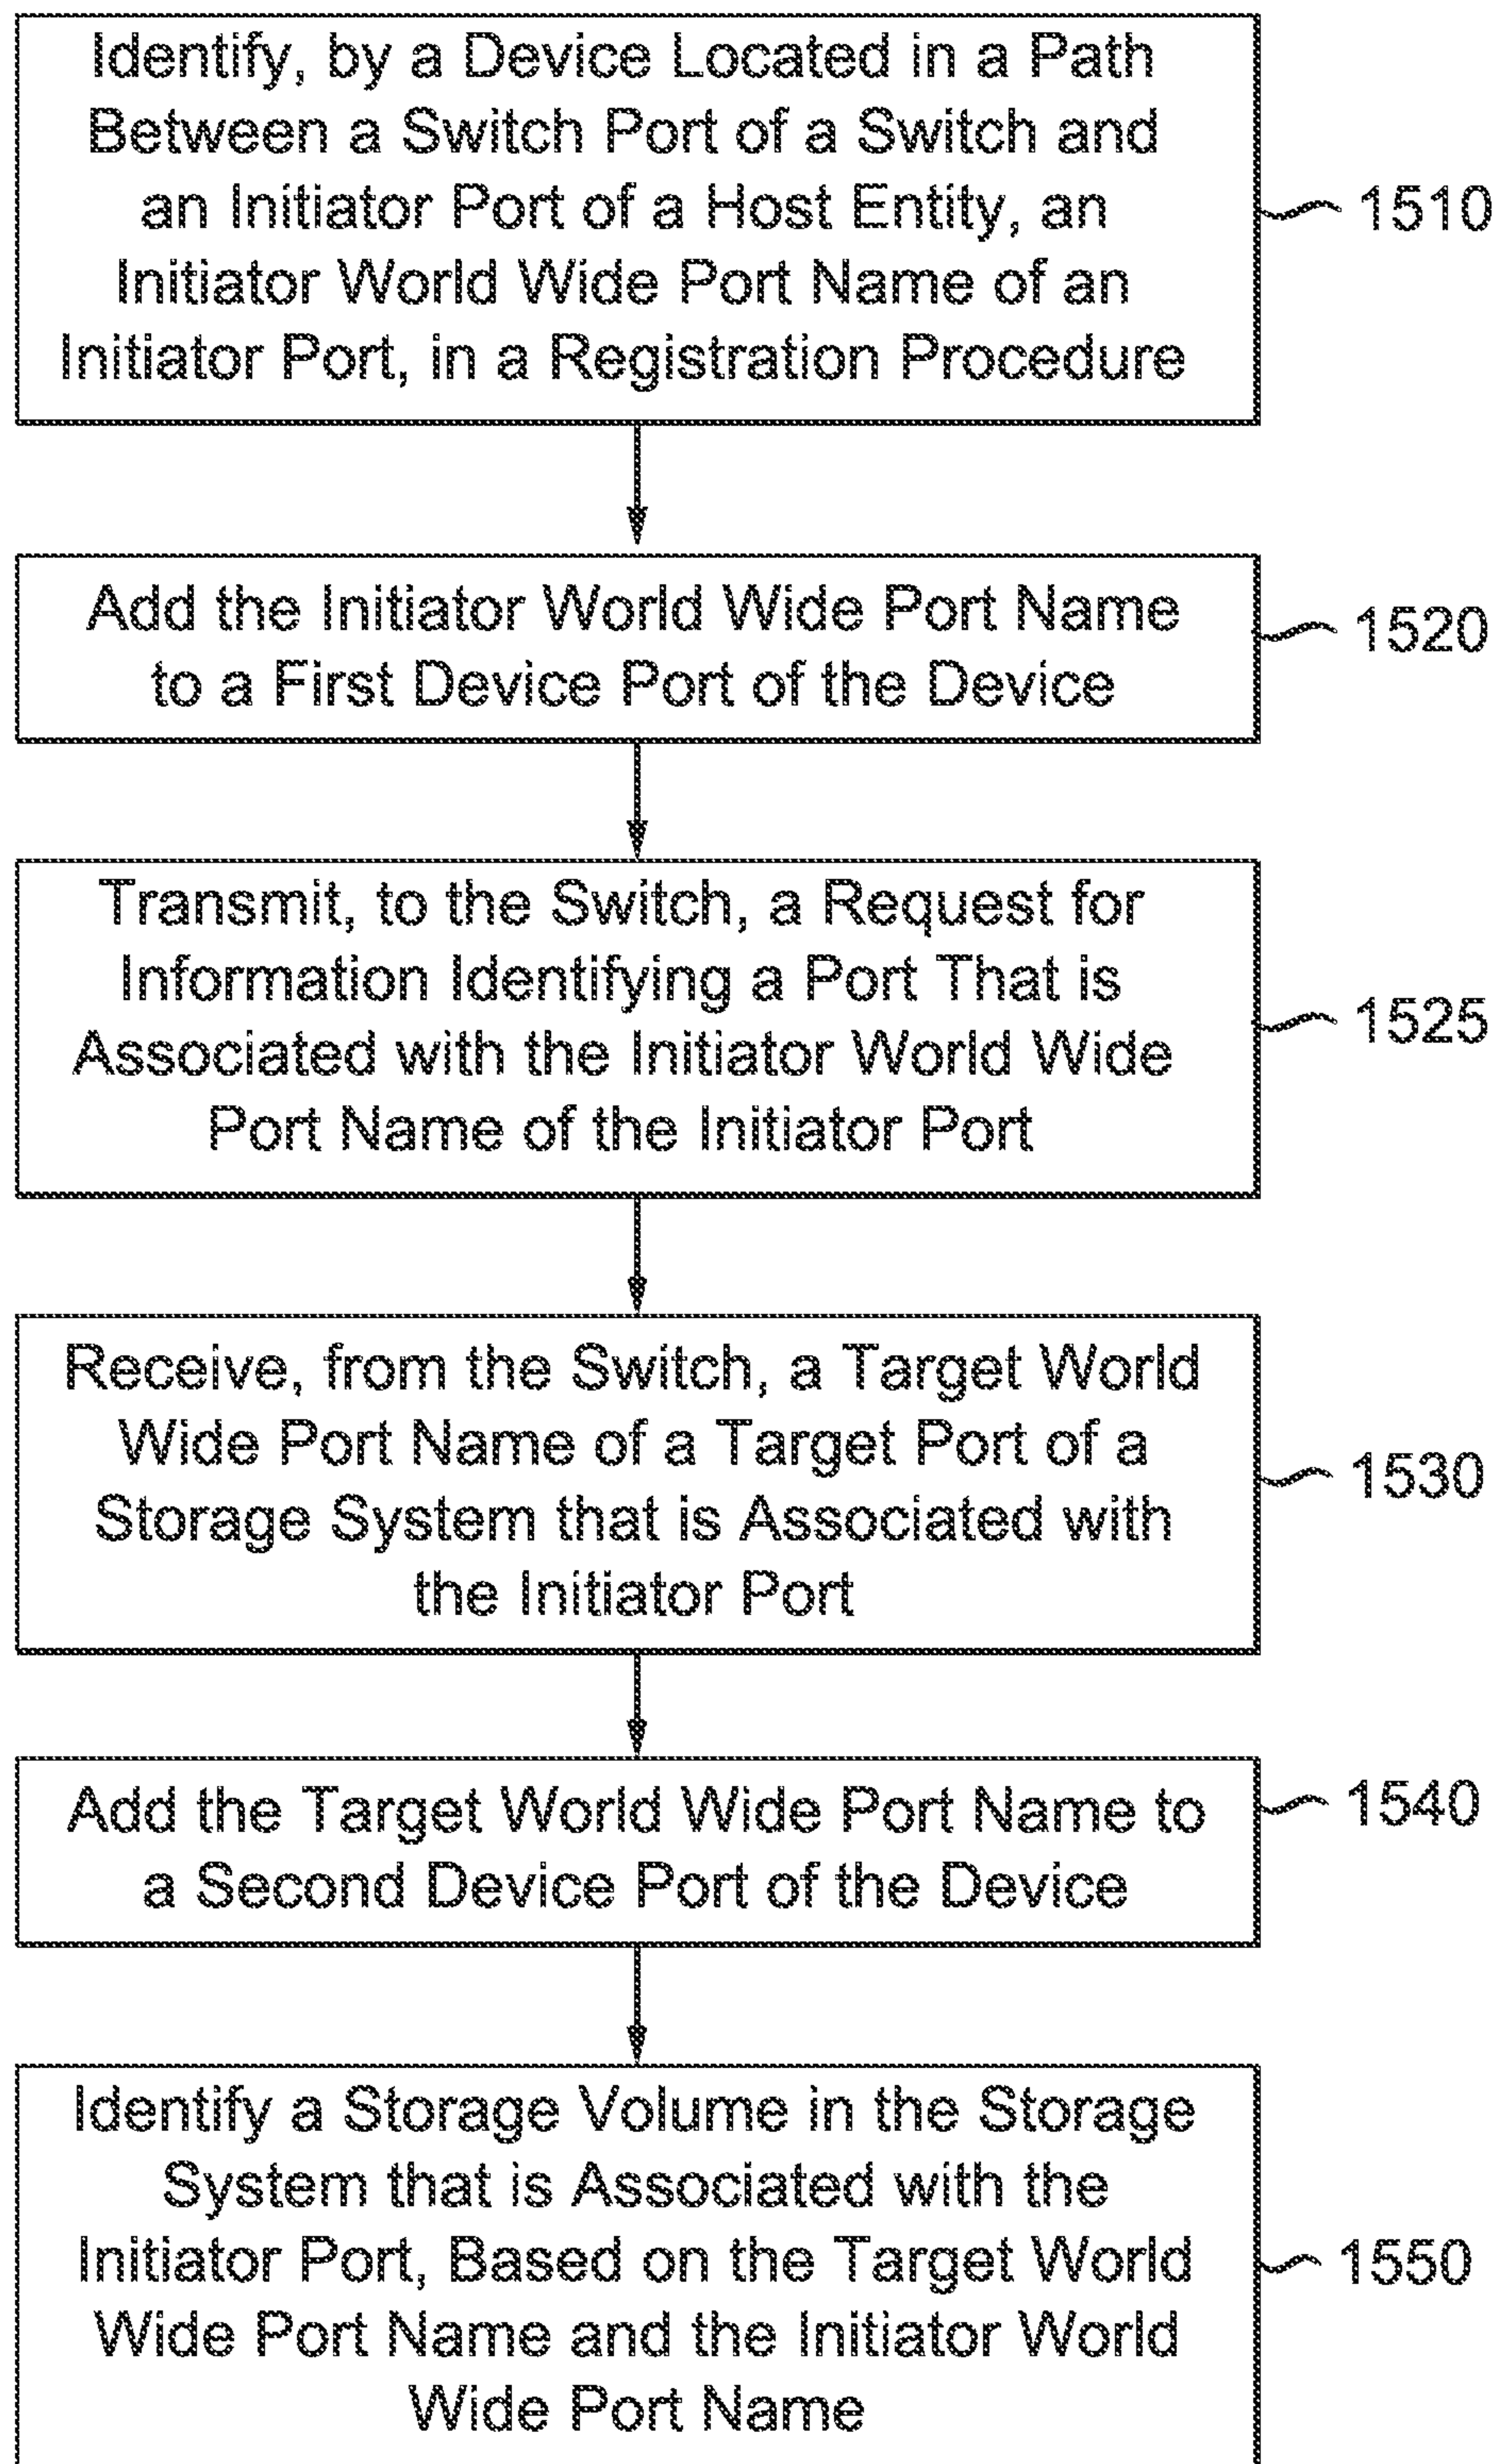 Identify, by a Device Located in a Path
Between a Switch Port of a Switch and
an Initiator Port of a Host Entity, an
Initiator World Wide Port Name of an
Initiator Port, in a Registration Procedure
1510
Add the Initiator World Wide Port Name
to a First Device Port of the Device
1520
Transmit, to the Switch, a Request for
Information Identifying a Port That is
Associated with the Initiator World Wide
Port Name of the Initiator Port
1525
Receive, from the Switch, a Target World
Wide Port Name of a Target Port of a
Storage System that is Associated with
the Initiator Port
1530
Add the Target World Wide Port Name to
a Second Device Port of the Device
1540
Identify a Storage Volume in the Storage
System that is Associated with the
Initiator Port, Based on the Target World
Wide Port Name and the Initiator World
Wide Port Name
1550